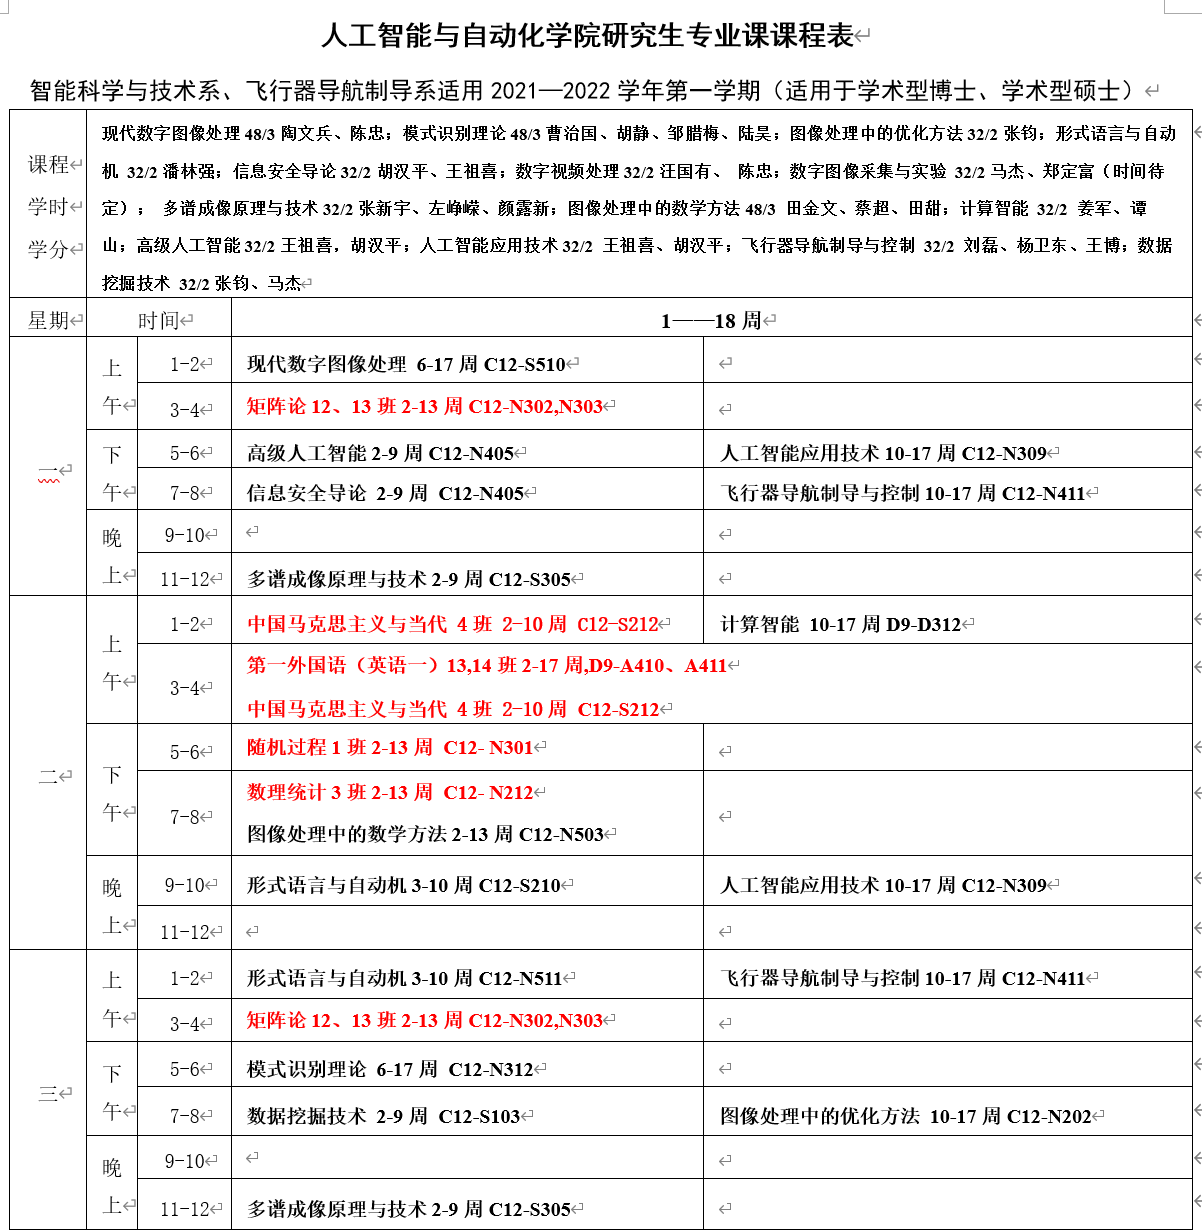 人工智能与自动化学院研究生专业课课程表
智能科学与技术系、飞行器导航制导系适用 2021—2022 学年第一学期（适用于学术型博士、学术型硕士）
课程
学时
学分
现代数字图像处理 48/3 陶文兵、陈忠；模式识别理论 48/3 曹治国、胡静、邹腊梅、陆昊；图像处理中的优化方法 32/2 张钧；形式语言与自动
机 32/2 潘林强；信息安全导论 32/2 胡汉平、王祖喜；数字视频处理 32/2 汪国有、 陈忠；数字图像采集与实验 32/2 马杰、郑定富（时间待
定）； 多谱成像原理与技术 32/2 张新宇、左峥嵘、颜露新；图像处理中的数学方法 48/3 田金文、蔡超、田甜；计算智能 32/2 姜军、谭
山；高级人工智能 32/2 王祖喜，胡汉平；人工智能应用技术 32/2 王祖喜、胡汉平；飞行器导航制导与控制 32/2 刘磊、杨卫东、王博；数据
挖掘技术 32/2 张钧、马杰
星期 时间 1——18 周
一
上午
1-2 现代数字图像处理 6-17 周 C12-S510
3-4 矩阵论 12、13 班 2-13 周 C12-N302,N303
下午
5-6 高级人工智能 2-9 周 C12-N405 人工智能应用技术 10-17 周 C12-N309
7-8 信息安全导论 2-9 周 C12-N405 飞行器导航制导与控制 10-17 周 C12-N411
晚上
9-10
11-12 多谱成像原理与技术 2-9 周 C12-S305
二
上午
1-2 中国马克思主义与当代 4 班 2-10 周 C12-S212 计算智能 10-17 周 D9-D312
3-4 第一外国语（英语一）13,14 班 2-17 周,D9-A410、A411
中国马克思主义与当代 4 班 2-10 周 C12-S212
下午
5-6 随机过程 1 班 2-13 周 C12- N301
7-8 数理统计 3 班 2-13 周 C12- N212
图像处理中的数学方法 2-13 周 C12-N503
晚上
9-10 形式语言与自动机 3-10 周 C12-S210 人工智能应用技术 10-17 周 C12-N309
11-12
三
上午
1-2 形式语言与自动机 3-10 周 C12-N511 飞行器导航制导与控制 10-17 周 C12-N411
3-4 矩阵论 12、13 班 2-13 周 C12-N302,N303
下午
5-6 模式识别理论 6-17 周 C12-N312
7-8 数据挖掘技术 2-9 周 C12-S103 图像处理中的优化方法 10-17 周 C12-N202
晚上
9-10
11-12 多谱成像原理与技术 2-9 周 C12-S305